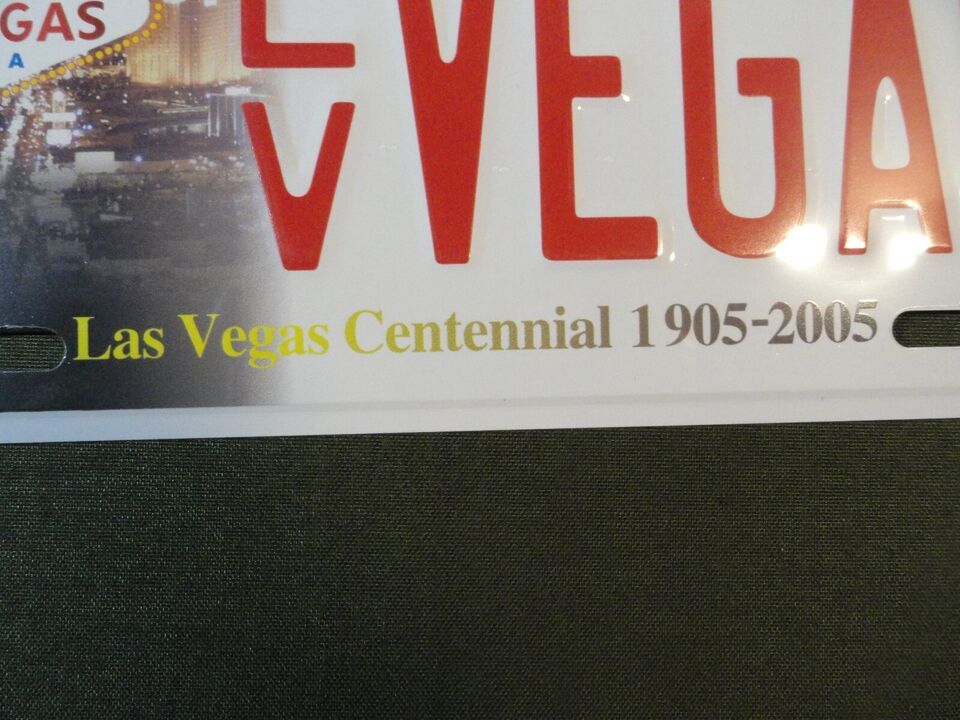 GAS
A
L
V
VEGA
Las Vegas Centennial 1905-2005